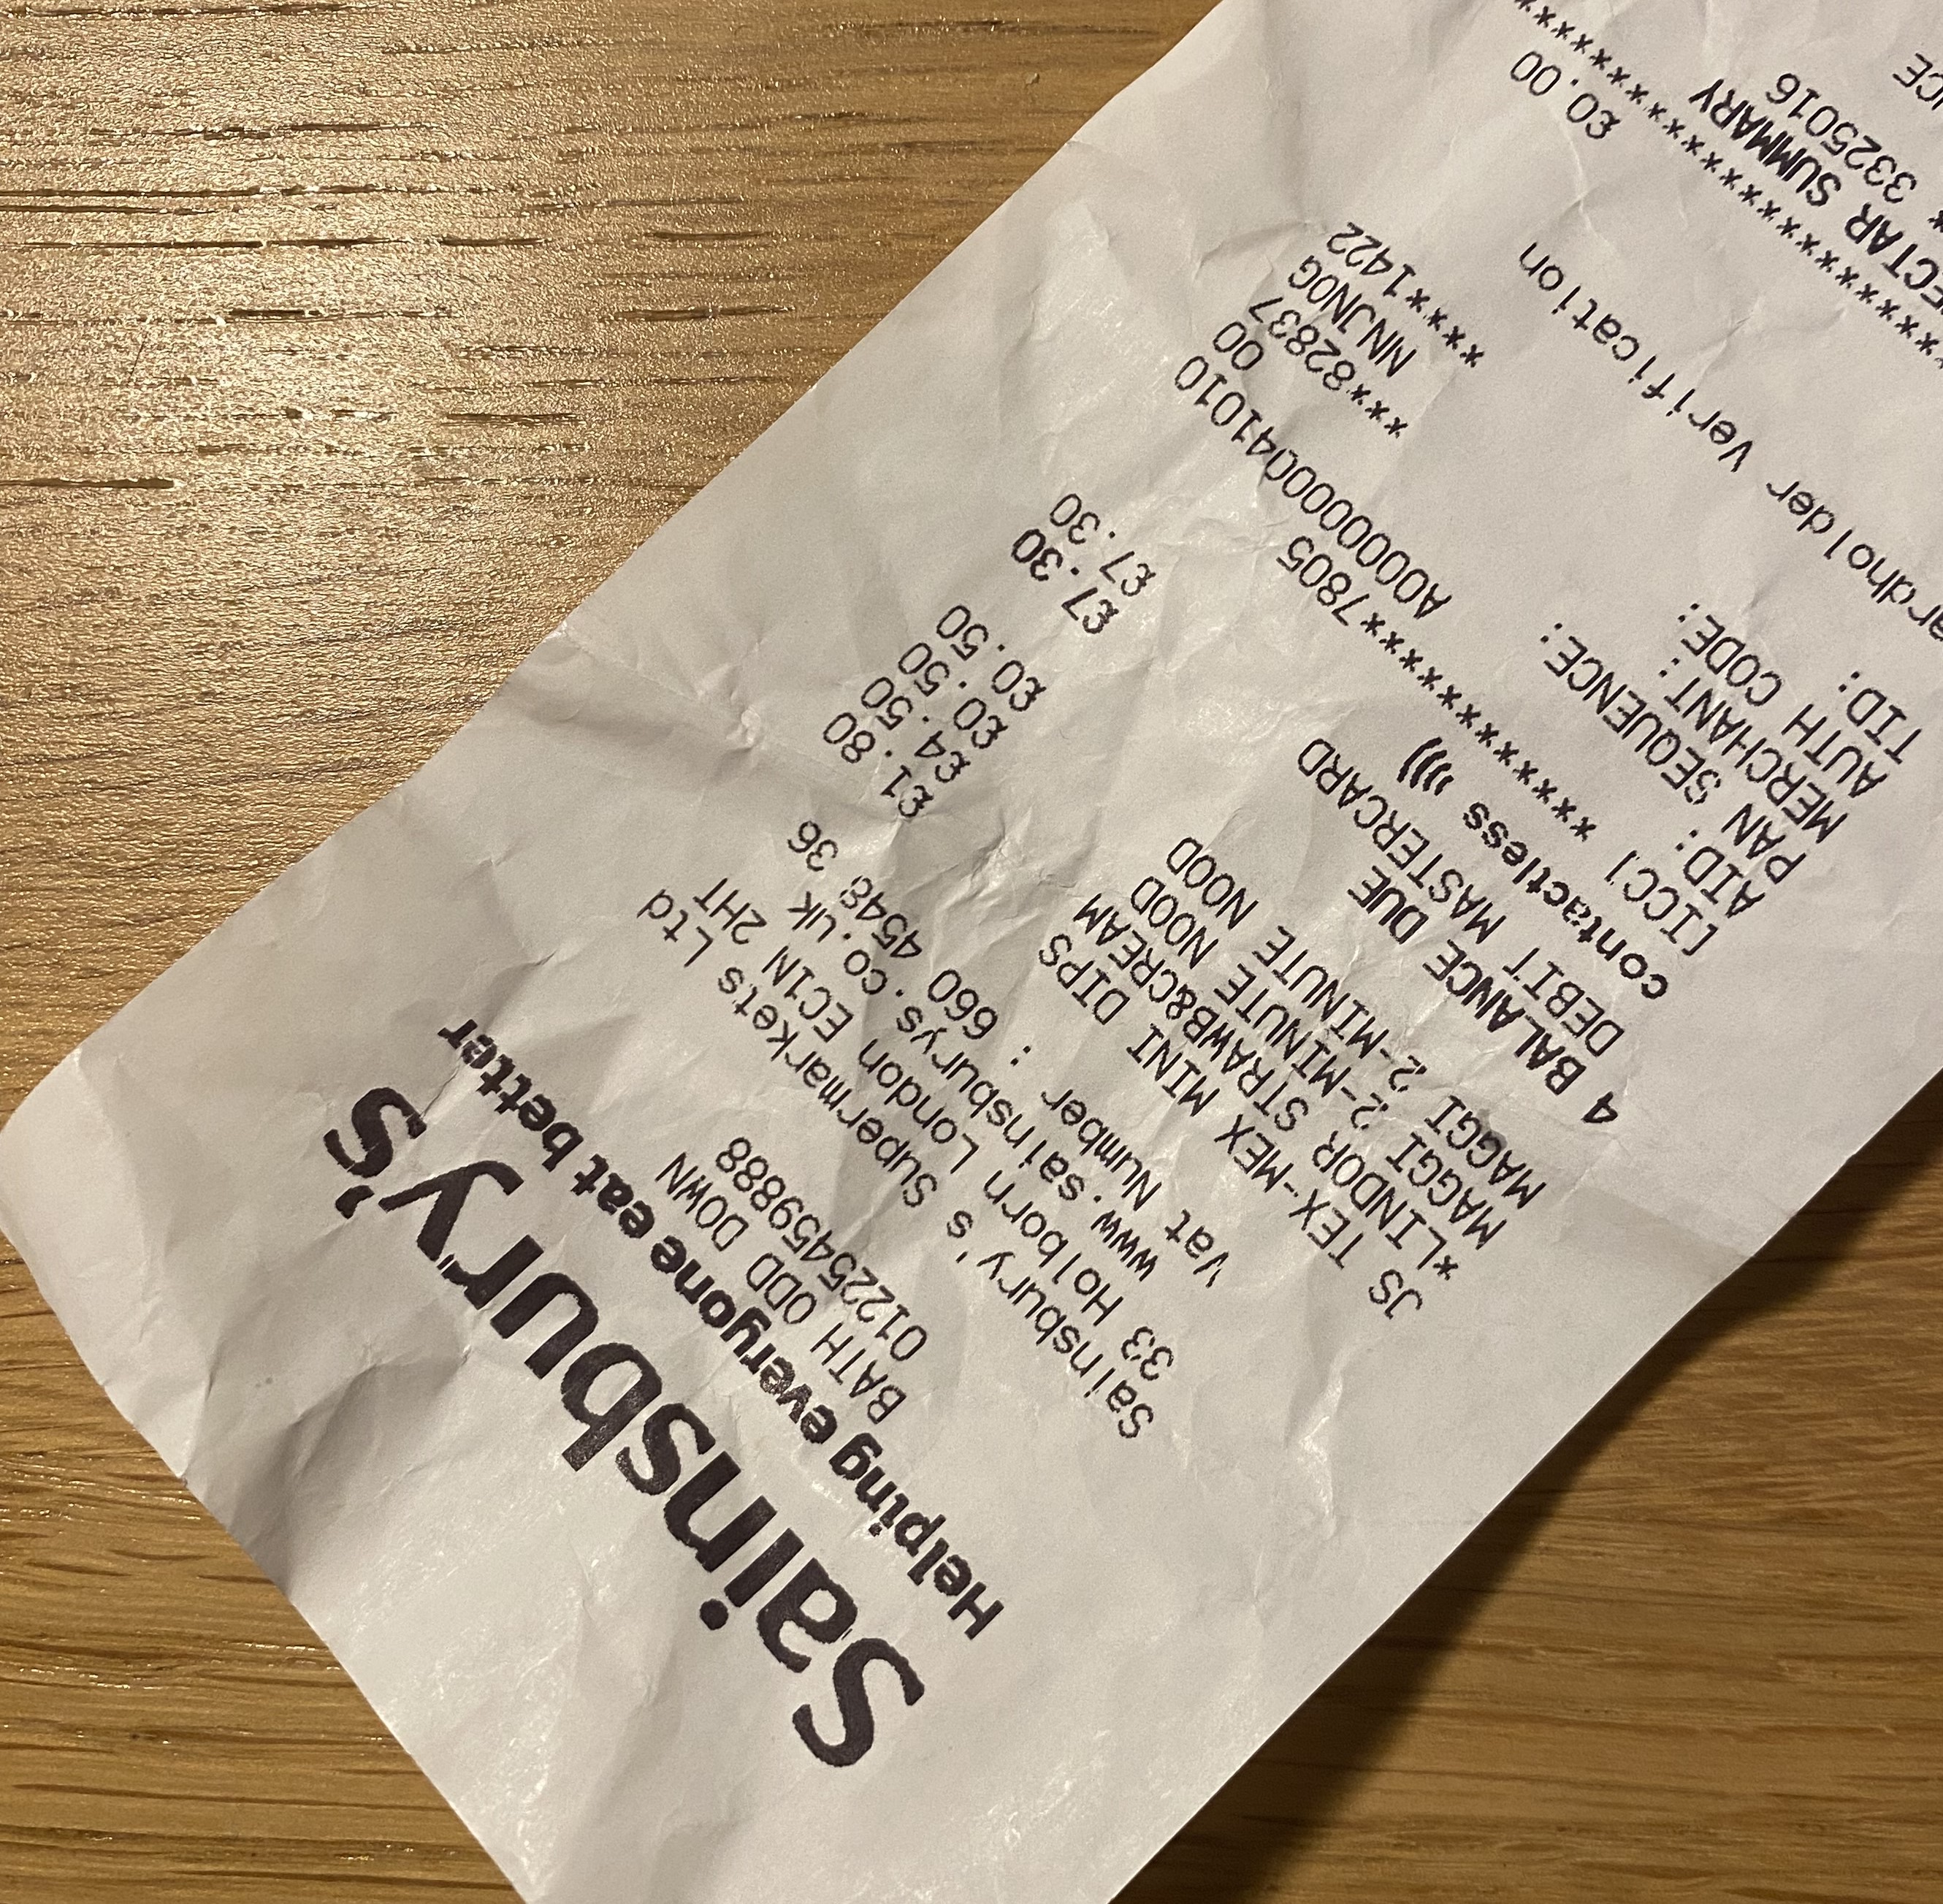 Sainsbury's
Helping everyone eat better
BATH ODD DOWN
01225459888
Sainsbury's Supermarkets Ltd
33 Holborn London EC1N 2HT
www.sainsburys.co.uk
Vat Number : 660 4548 36
JS TEX-MEX MINI DIPS £1.80
*LINDOR STRAWB&CREAM £4.50
MAGGI 2-MINUTE NOOD £0.50
MAGGI 2-MINUTE NOOD £0.50
4 BALANCE DUE £7.30
DEBIT MASTERCARD £7.30
contactless
[ICC] ************7805
AID: A0000000041010
PAN SEQUENCE: 00
MERCHANT: ***82837
AUTH CODE: NNJN0G
TID: ****1422
Verification
£0.00
SUMMARY
3325016